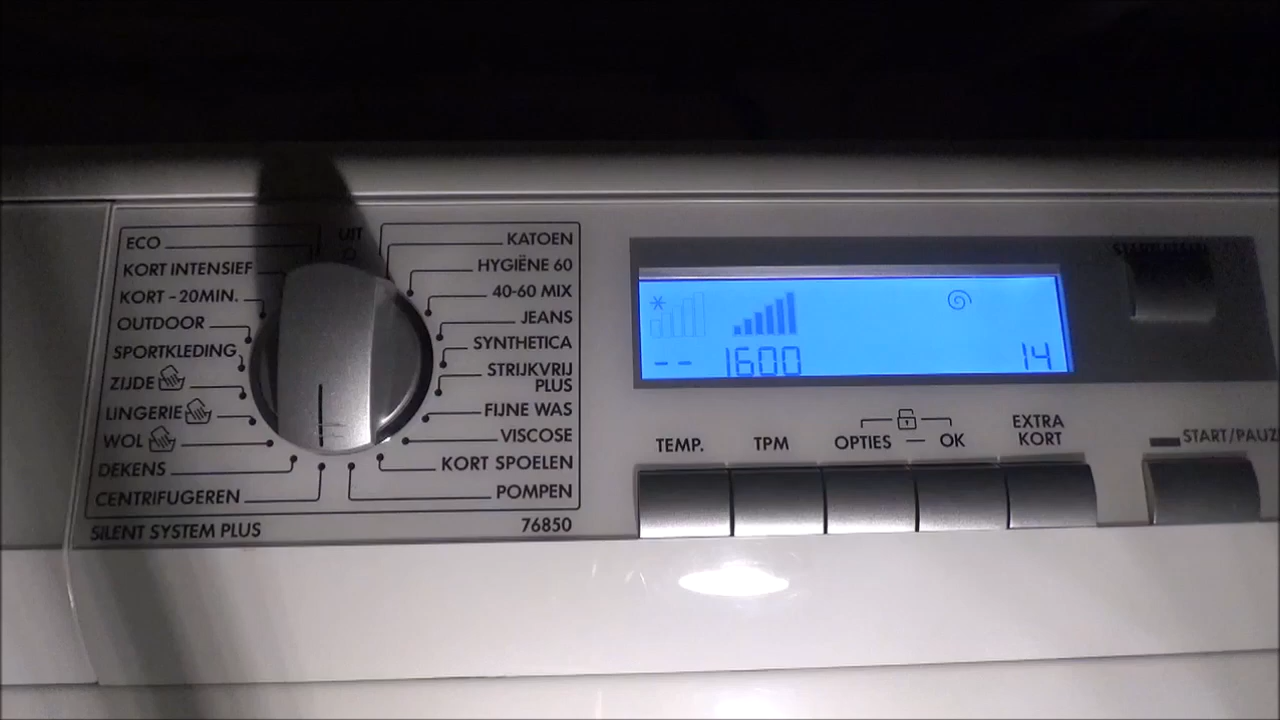 UIT
ECO
KORT INTENSIEF
KORT - 20MIN.
OUTDOOR
SPORTKLEDING
ZIJDE
LINGERIE
WOL
DEKENS
CENTRIFUGEREN
KATOEN
HYGIËNE 60
40-60 MIX
JEANS
SYNTHETICA
STRIJKVRIJ
PLUS
FIJNE WAS
VISCOSE
KORT SPOELEN
POMPEN
SILENT SYSTEM PLUS
76850
-- 1600 14
TEMP.
TPM
OPTIES — OK
EXTRA
KORT
START/PAUZ